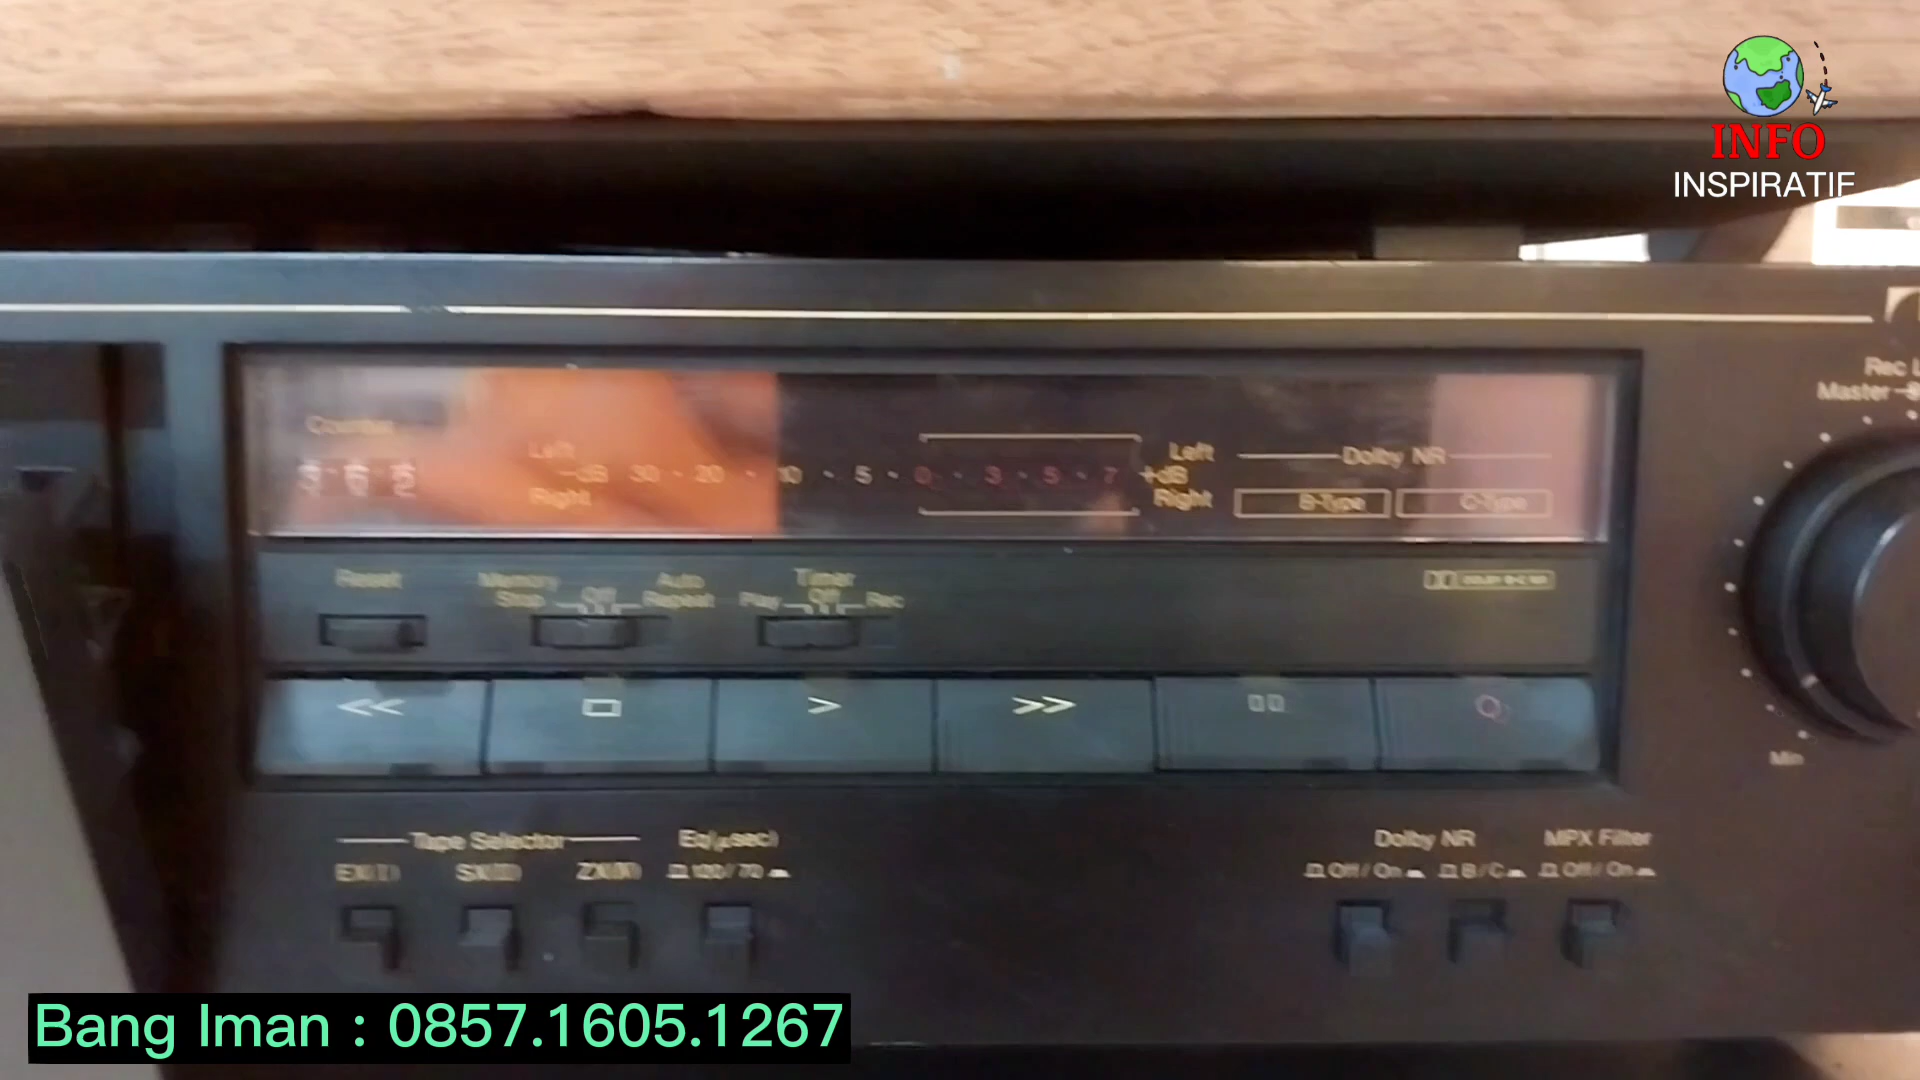 INFO
INSPIRATIF
Rec L
Master
Counter
Left
-dB 30 20 10 5 0 3 5 7 +dB
Right
Left
Right
Dolby NR
B-Type C-Type
Reset
Memory
Stop Off
Auto
Repeat
Timer
Play Off Rec
<< > >>
Min
Tape Selector
EX(I) SX(II) ZX(IV)
Eq(μsec)
120/70
Dolby NR
Off/On B/C
MPX Filter
Off/On
Bang Iman : 0857.1605.1267